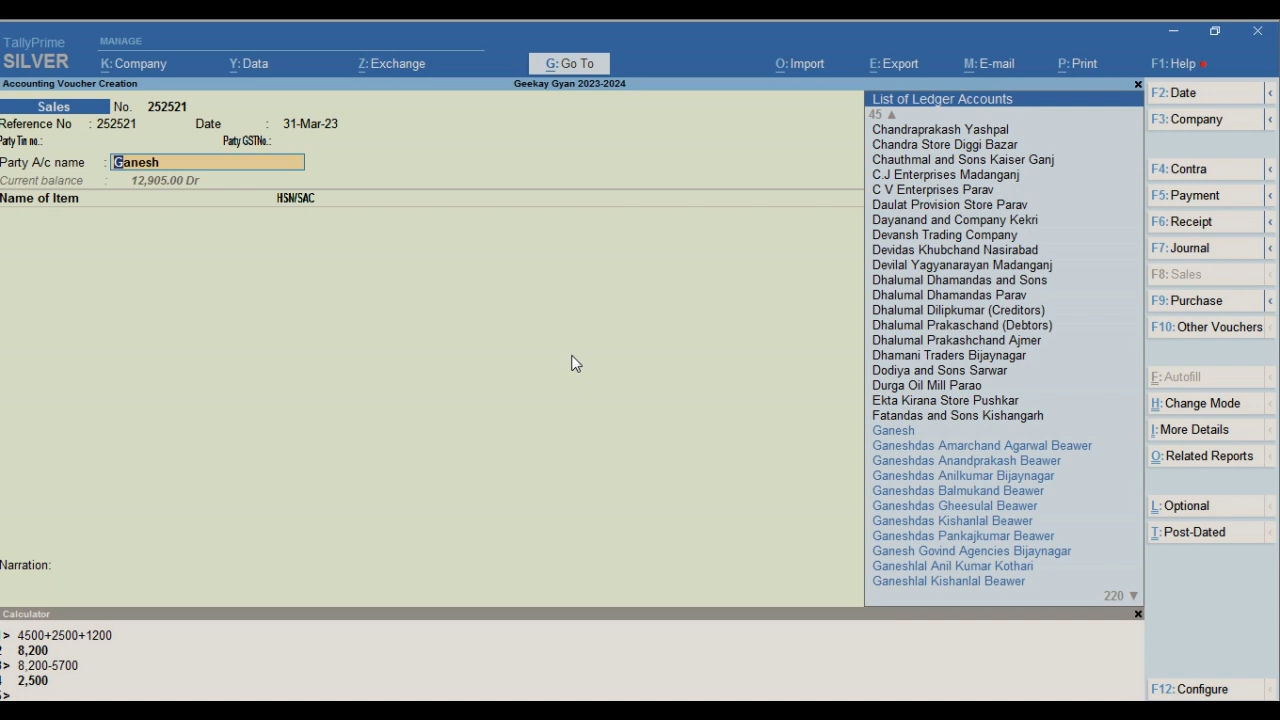 TallyPrime
MANAGE
SILVER K: Company Y: Data Z: Exchange G: Go To O: Import E: Export M: E-mail P: Print F1: Help
Accounting Voucher Creation Geekay Gyan 2023-2024
Sales No. 252521
Reference No : 252521 Date : 31-Mar-23
Party Tin no.: Party GSTNo.:
Party A/c name : Ganesh
Current balance : 12,905.00 Dr
Name of Item HSN/SAC
Narration:
List of Ledger Accounts
45 ▲
Chandraprakash Yashpal
Chandra Store Diggi Bazar
Chauthmal and Sons Kaiser Ganj
C.J Enterprises Madanganj
C V Enterprises Parav
Daulat Provision Store Parav
Dayanand and Company Kekri
Devansh Trading Company
Devidas Khubchand Nasirabad
Devilal Yagyanarayan Madanganj
Dhalumal Dhamandas and Sons
Dhalumal Dhamandas Parav
Dhalumal Dilipkumar (Creditors)
Dhalumal Prakaschand (Debtors)
Dhalumal Prakashchand Ajmer
Dhamani Traders Bijaynagar
Dodiya and Sons Sarwar
Durga Oil Mill Parao
Ekta Kirana Store Pushkar
Fatandas and Sons Kishangarh
Ganesh
Ganeshdas Amarchand Agarwal Beawer
Ganeshdas Anandprakash Beawer
Ganeshdas Anilkumar Bijaynagar
Ganeshdas Balmukand Beawer
Ganeshdas Gheesulal Beawer
Ganeshdas Kishanlal Beawer
Ganeshdas Pankajkumar Beawer
Ganesh Govind Agencies Bijaynagar
Ganeshlal Anil Kumar Kothari
Ganeshlal Kishanlal Beawer
220 ▼
F2: Date
F3: Company
F4: Contra
F5: Payment
F6: Receipt
F7: Journal
F8: Sales
F9: Purchase
F10: Other Vouchers
F: Autofill
H: Change Mode
I: More Details
O: Related Reports
L: Optional
T: Post-Dated
F12: Configure
Calculator
> 4500+2500+1200
8,200
> 8,200-5700
2,500
>